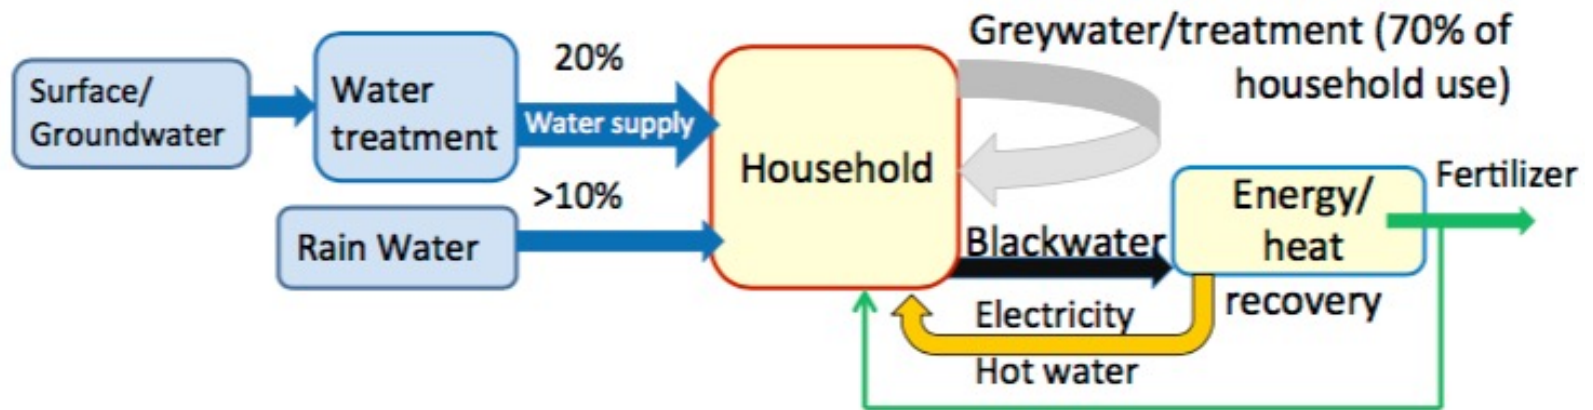 Surface/
Groundwater
Water
treatment
20%
Water supply
>10%
Rain Water
Household
Greywater/treatment (70% of
household use)
Blackwater
Energy/
heat
recovery
Fertilizer
Electricity
Hot water